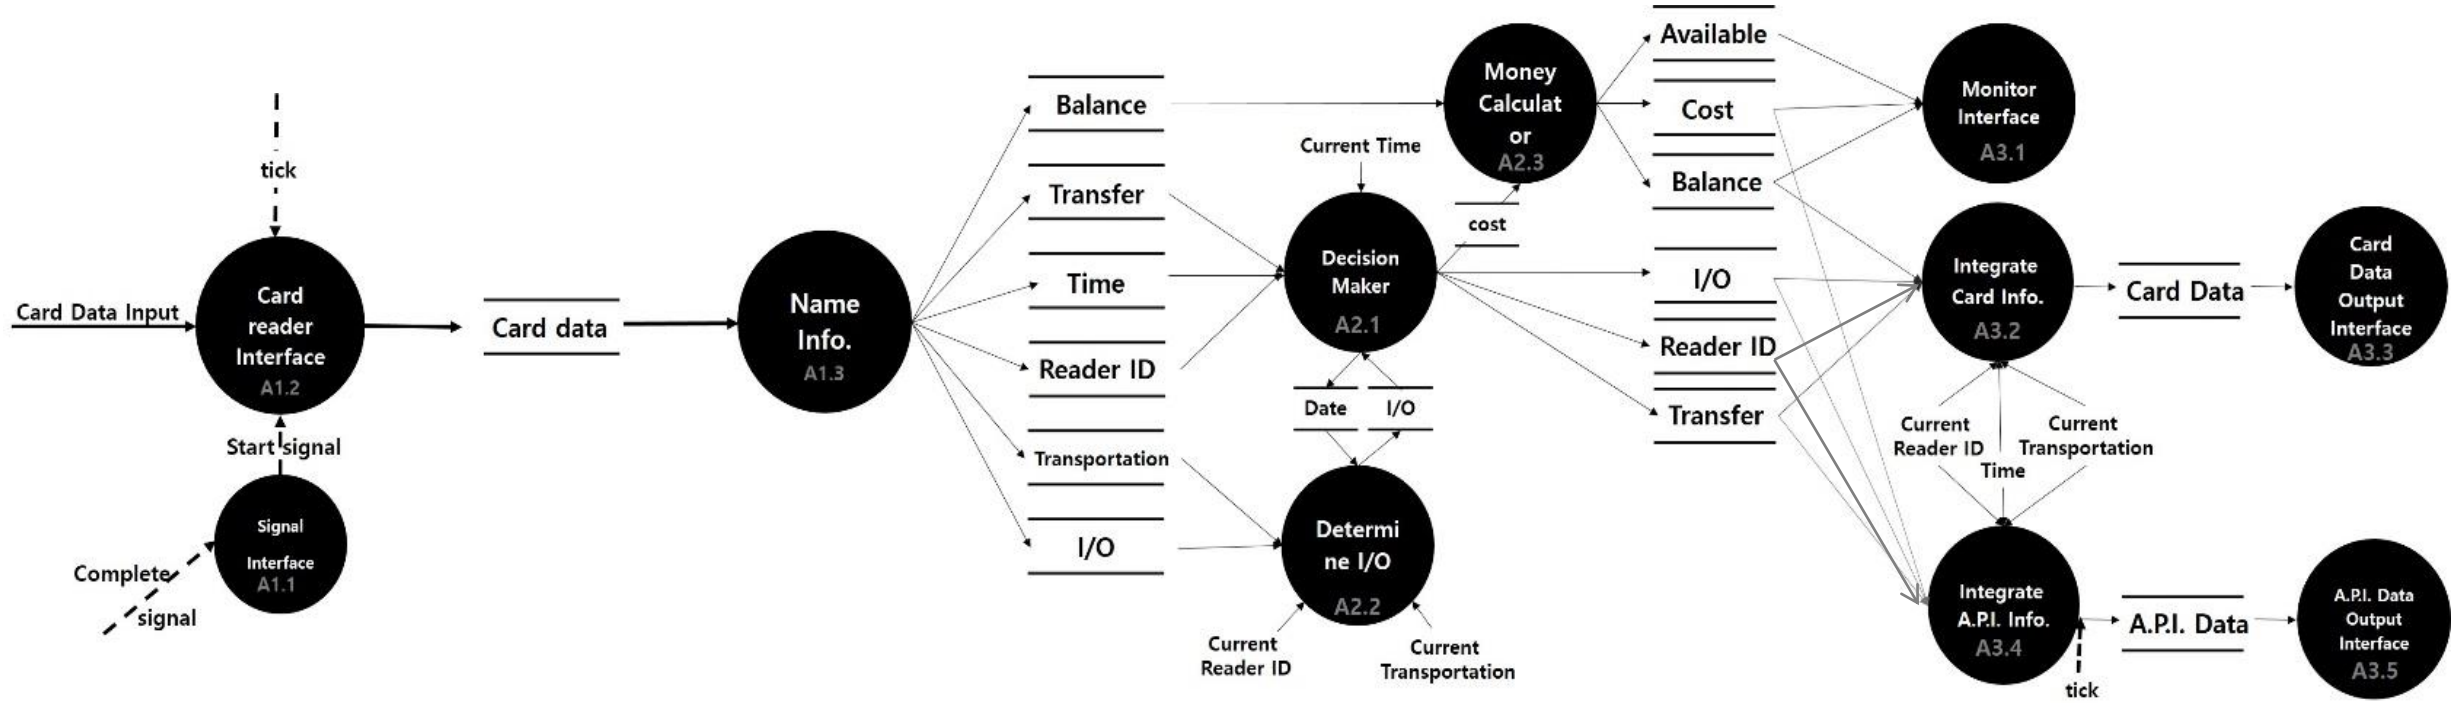 Card Data Input
tick
Card
reader
Interface
A1.2
Start signal
Signal
Interface
A1.1
Complete
signal
Card data
Name
Info.
A1.3
Balance
Transfer
Time
Reader ID
Transportation
I/O
Current Time
Decision
Maker
A2.1
Date
I/O
Determi
ne I/O
A2.2
Current
Reader ID
Current
Transportation
cost
Money
Calculat
or
A2.3
Available
Cost
Balance
I/O
Reader ID
Transfer
Monitor
Interface
A3.1
Integrate
Card Info.
A3.2
Current
Reader ID
Time
Current
Transportation
Card Data
Card
Data
Output
Interface
A3.3
Integrate
A.P.I. Info.
A3.4
tick
A.P.I. Data
A.P.I. Data
Output
Interface
A3.5